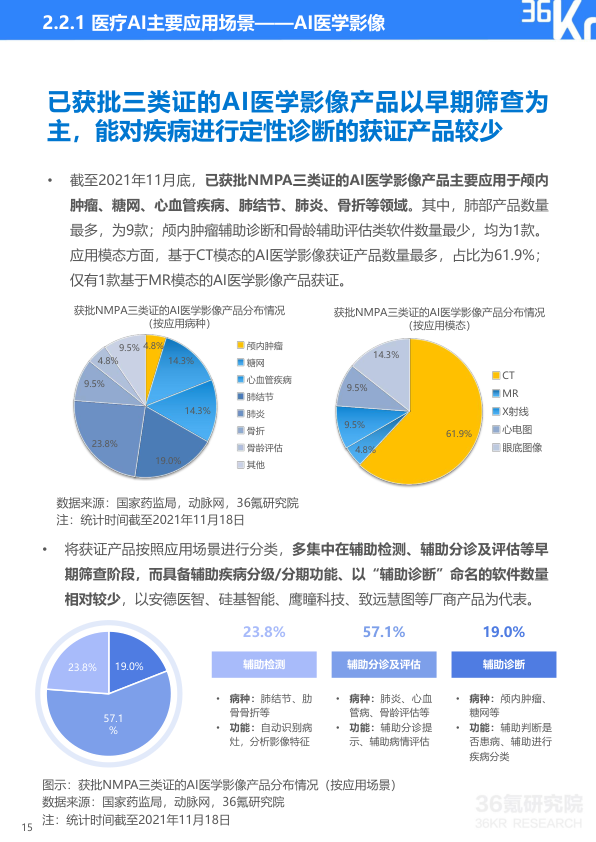 2.2.1 医疗AI主要应用场景——AI医学影像
36Kr
已获批三类证的AI医学影像产品以早期筛查为
主，能对疾病进行定性诊断的获证产品较少
• 截至2021年11月底，已获批NMPA三类证的AI医学影像产品主要应用于颅内
肿瘤、糖网、心血管疾病、肺结节、肺炎、骨折等领域。其中，肺部产品数量
最多，为9款；颅内肿瘤辅助诊断和骨龄辅助评估类软件数量最少，均为1款。
应用模态方面，基于CT模态的AI医学影像获证产品数量最多，占比为61.9%；
仅有1款基于MR模态的AI医学影像产品获证。
获批NMPA三类证的AI医学影像产品分布情况
（按应用病种）
4.8%
14.3%
14.3%
19.0%
23.8%
9.5%
4.8%
9.5%
颅内肿瘤
糖网
心血管疾病
肺结节
肺炎
骨折
骨龄评估
其他
获批NMPA三类证的AI医学影像产品分布情况
（按应用模态）
61.9%
4.8%
9.5%
9.5%
14.3%
CT
MR
X射线
心电图
眼底图像
数据来源：国家药监局，动脉网，36氪研究院
注：统计时间截至2021年11月18日
• 将获证产品按照应用场景进行分类，多集中在辅助检测、辅助分诊及评估等早
期筛查阶段，而具备辅助疾病分级/分期功能、以“辅助诊断”命名的软件数量
相对较少，以安德医智、硅基智能、鹰瞳科技、致远慧图等厂商产品为代表。
19.0%
57.1
%
23.8%
23.8%
辅助检测
• 病种：肺结节、肋
骨骨折等
• 功能：自动识别病
灶，分析影像特征
57.1%
辅助分诊及评估
• 病种：肺炎、心血
管病、骨龄评估等
• 功能：辅助分诊提
示、辅助病情评估
19.0%
辅助诊断
• 病种：颅内肿瘤、
糖网等
• 功能：辅助判断是
否患病、辅助进行
疾病分类
图示：获批NMPA三类证的AI医学影像产品分布情况（按应用场景）
数据来源：国家药监局，动脉网，36氪研究院
注：统计时间截至2021年11月18日
15
36氪研究院
36KR RESEARCH